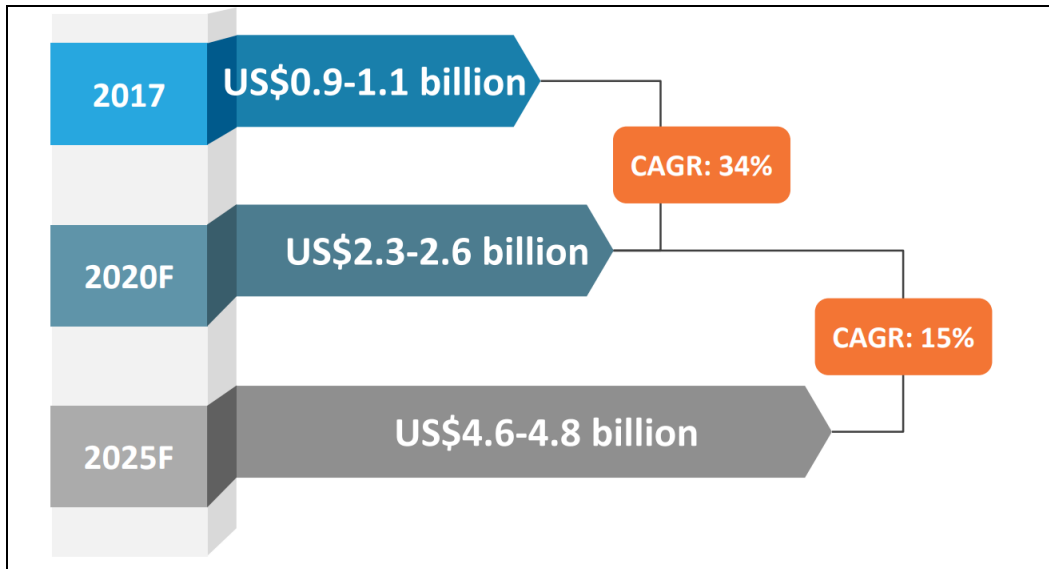 2017
US$0.9-1.1 billion
CAGR: 34%
2020F
US$2.3-2.6 billion
CAGR: 15%
2025F
US$4.6-4.8 billion